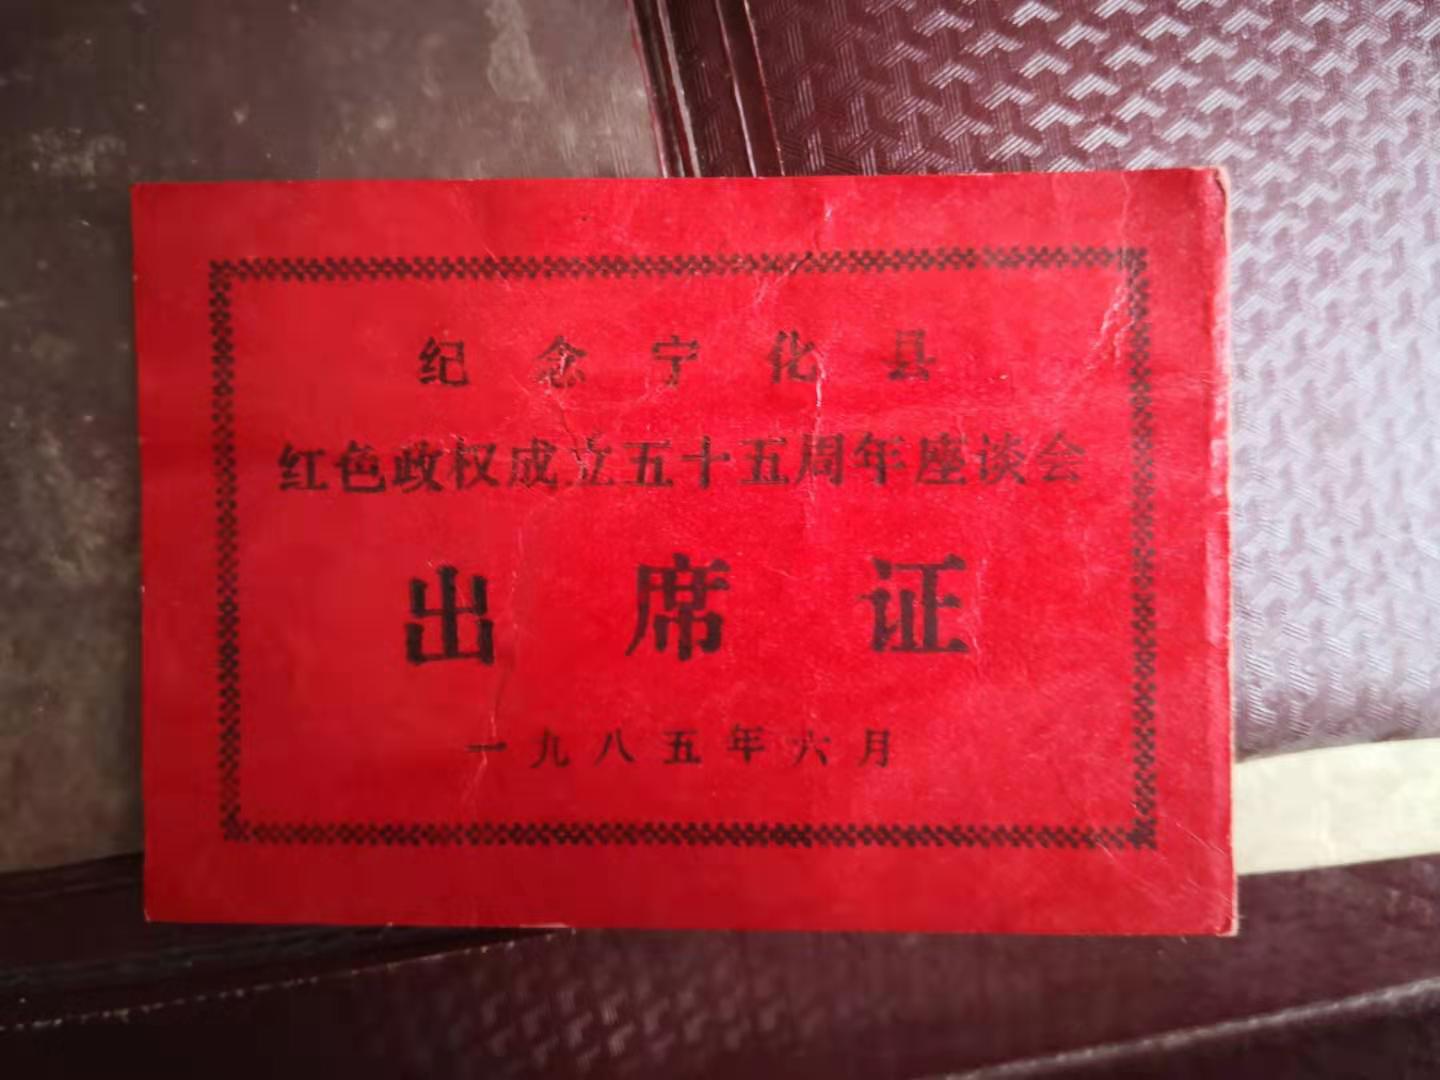 纪念宁化县
红色政权成立五十五周年座谈会
出席证
一九八五年六月